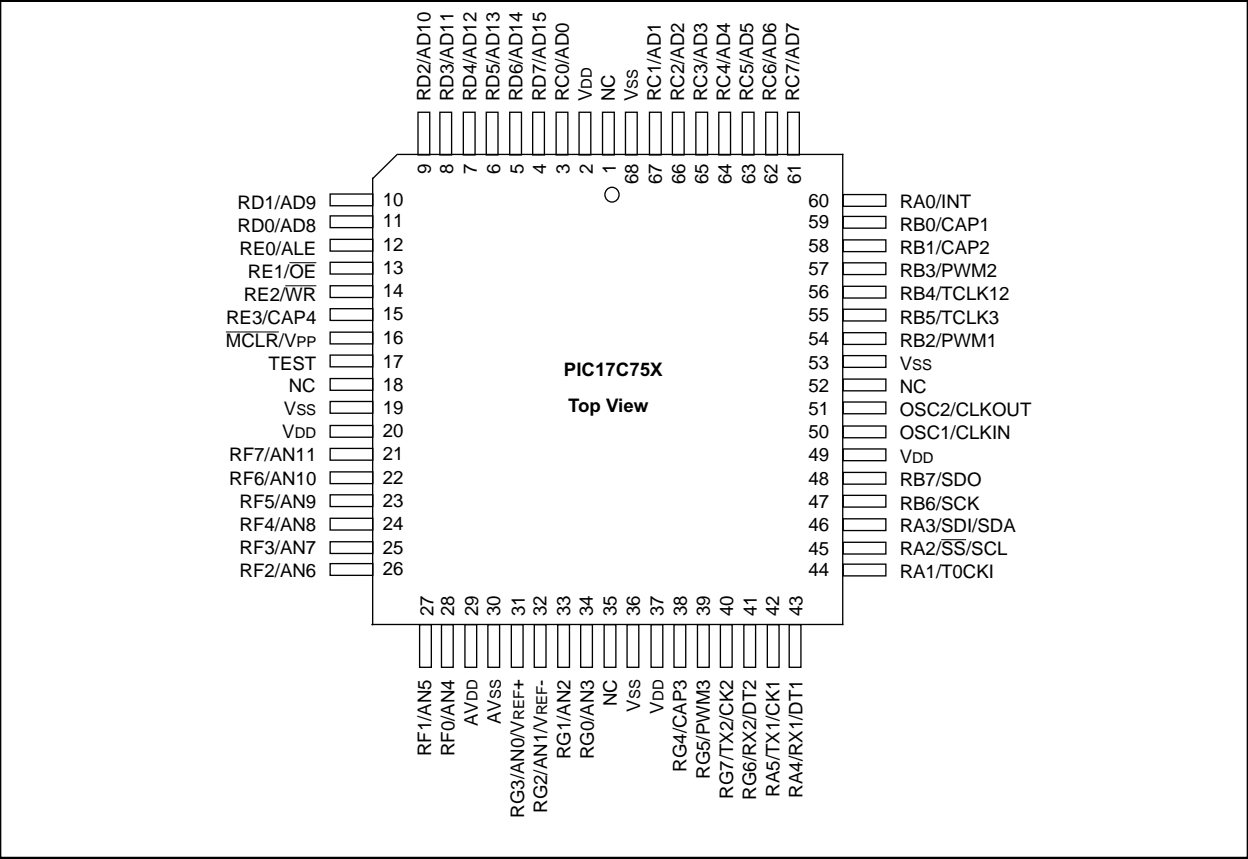 RD2/AD10
RD3/AD11
RD4/AD12
RD5/AD13
RD6/AD14
RD7/AD15
RC0/AD0
VDD
NC
VSS
RC1/AD1
RC2/AD2
RC3/AD3
RC4/AD4
RC5/AD5
RC6/AD6
RC7/AD7
9
8
7
6
5
4
3
2
1
68
67
66
65
64
63
62
61
RD1/AD9 10
RD0/AD8 11
RE0/ALE 12
RE1/OE 13
RE2/WR 14
RE3/CAP4 15
MCLR/VPP 16
TEST 17
NC 18
VSS 19
VDD 20
RF7/AN11 21
RF6/AN10 22
RF5/AN9 23
RF4/AN8 24
RF3/AN7 25
RF2/AN6 26
PIC17C75X
Top View
60 RA0/INT
59 RB0/CAP1
58 RB1/CAP2
57 RB3/PWM2
56 RB4/TCLK12
55 RB5/TCLK3
54 RB2/PWM1
53 VSS
52 NC
51 OSC2/CLKOUT
50 OSC1/CLKIN
49 VDD
48 RB7/SDO
47 RB6/SCK
46 RA3/SDI/SDA
45 RA2/SS/SCL
44 RA1/T0CKI
27
28
29
30
31
32
33
34
35
36
37
38
39
40
41
42
43
RF1/AN5
RF0/AN4
AVDD
AVSS
RG3/AN0/VREF+
RG2/AN1/VREF-
RG1/AN2
RG0/AN3
NC
VSS
VDD
RG4/CAP3
RG5/PWM3
RG7/TX2/CK2
RG6/RX2/DT2
RA5/TX1/CK1
RA4/RX1/DT1